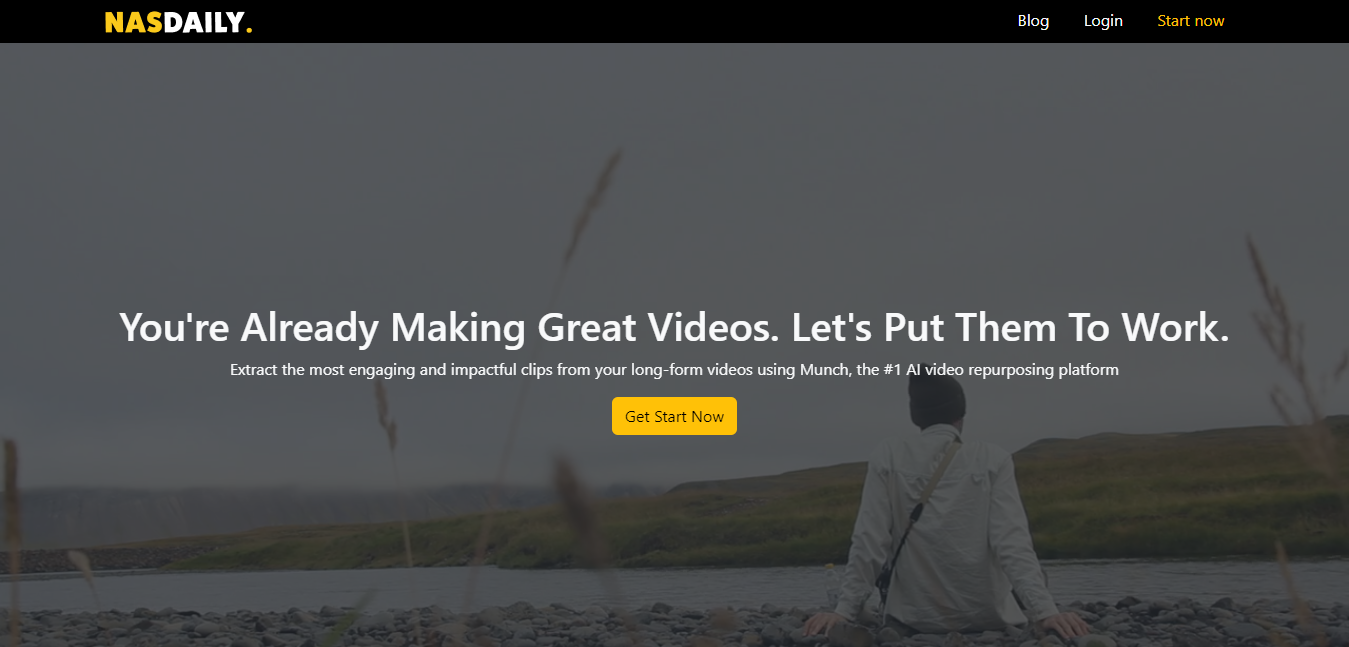 NASDAILY.
Blog
Login
Start now
You're Already Making Great Videos. Let's Put Them To Work.
Extract the most engaging and impactful clips from your long-form videos using Munch, the #1 AI video repurposing platform
Get Start Now